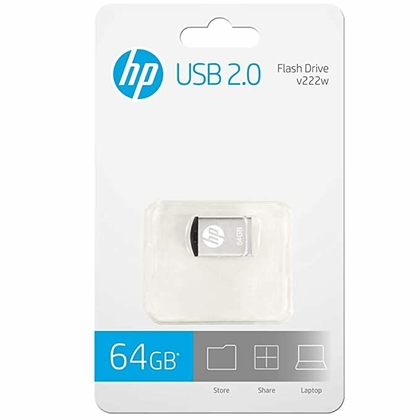 hp
USB 2.0
Flash Drive
v222w
hp
64GB
64GB*
Store
Share
Laptop